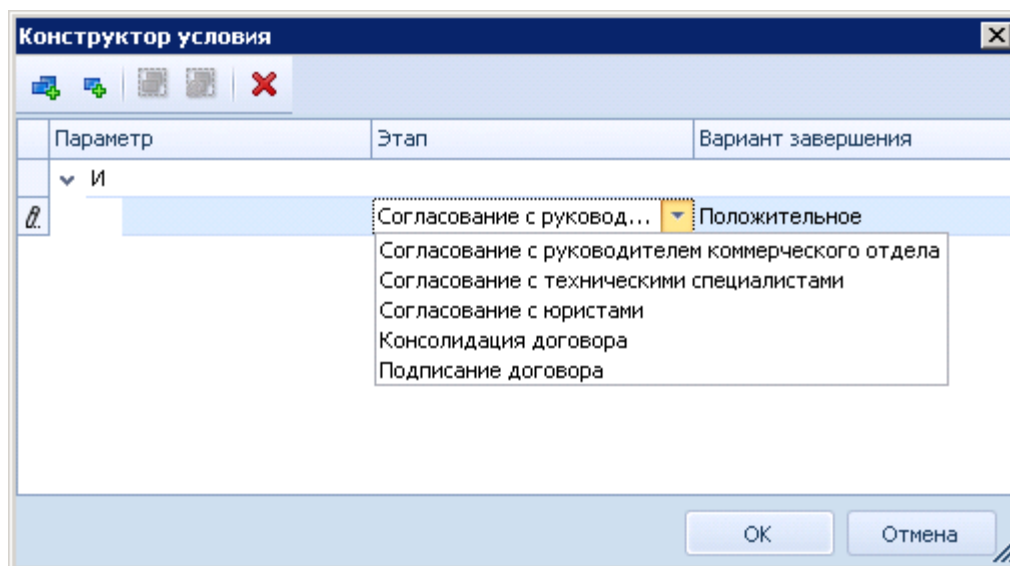 Конструктор условия
Параметр Этап Вариант завершения
И
Согласование с руковод... Положительное
Согласование с руководителем коммерческого отдела
Согласование с техническими специалистами
Согласование с юристами
Консолидация договора
Подписание договора
OK Отмена